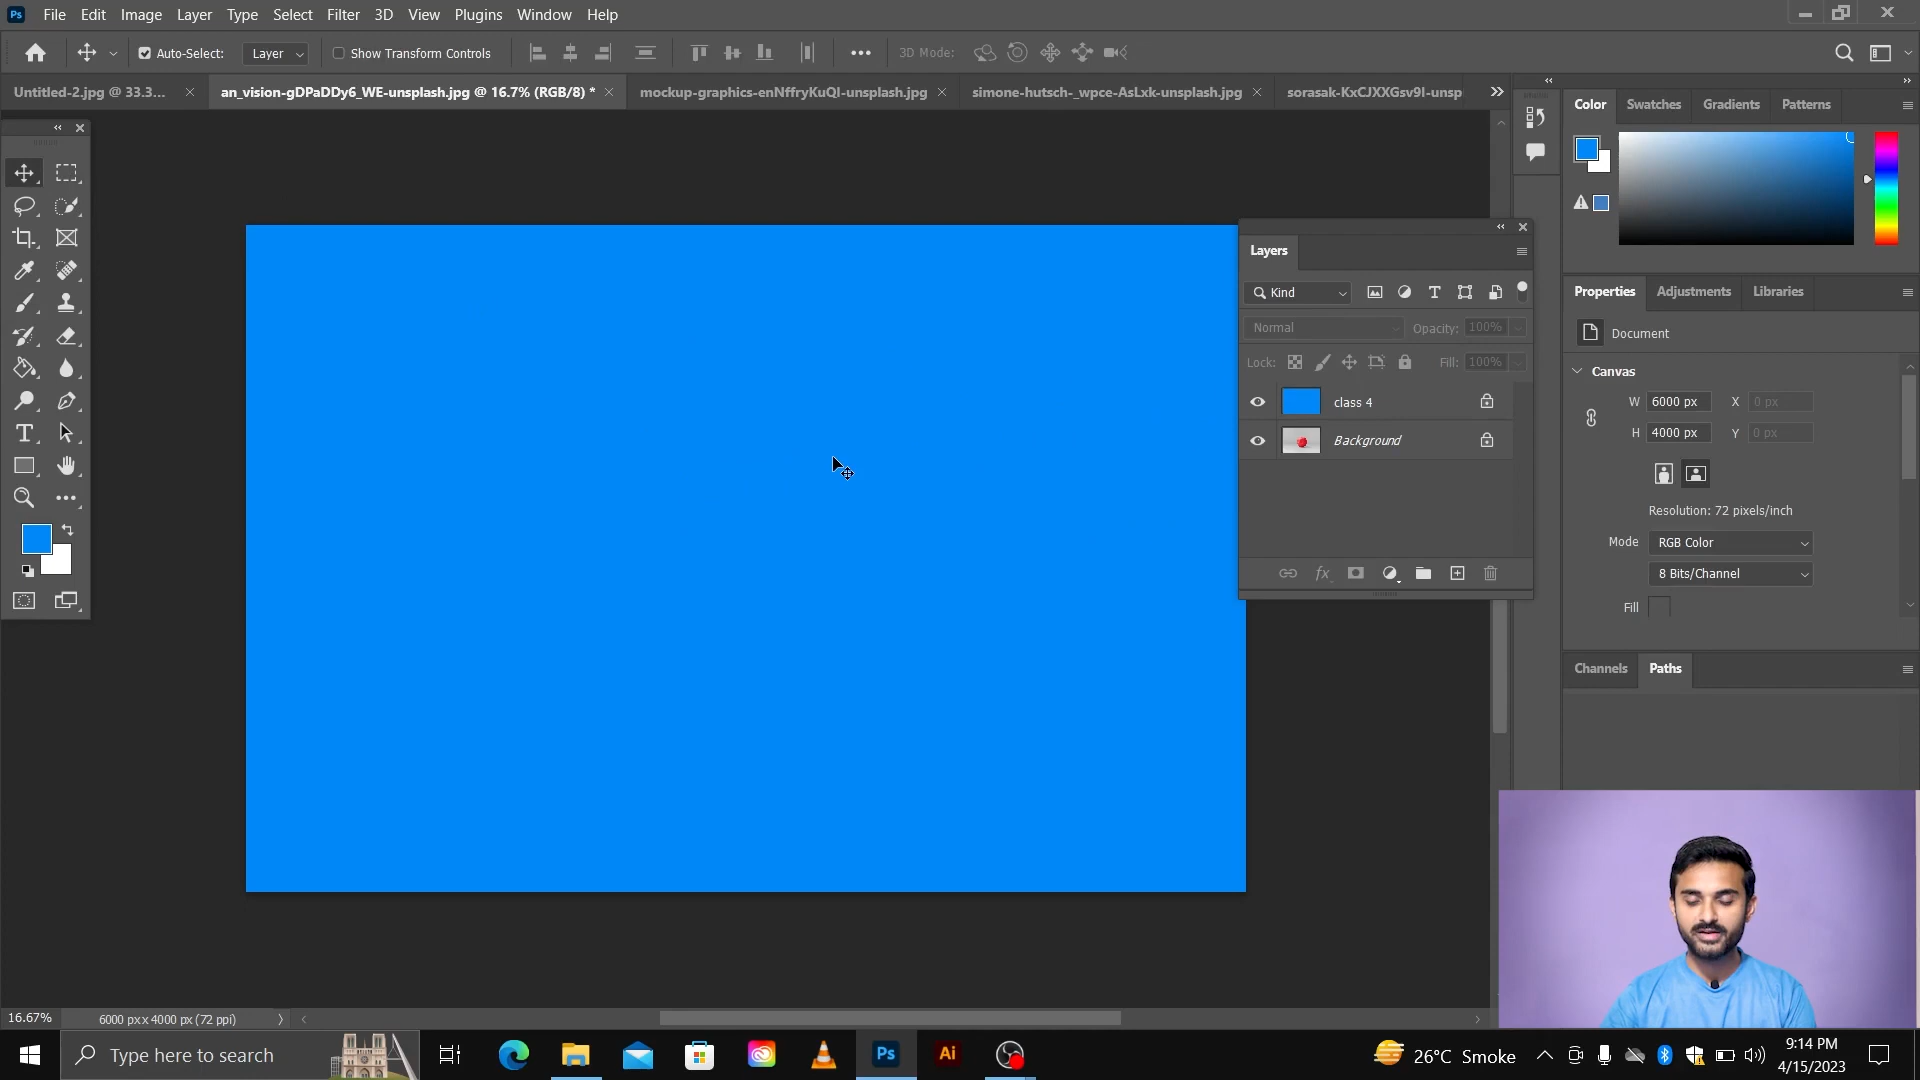 Ps File Edit Image Layer Type Select Filter 3D View Plugins Window Help
Auto-Select: Layer Show Transform Controls 3D Mode:
Untitled-2.jpg @ 33.3... an_vision-gDPaDDy6_WE-unsplash.jpg @ 16.7% (RGB/8) * mockup-graphics-enNffryKuQI-unsplash.jpg simone-hutsch-_wpce-AsLxk-unsplash.jpg sorasak-KxCJXXGsv9I-unsp
Color Swatches Gradients Patterns
Layers
Kind
Normal Opacity: 100%
Lock: Fill: 100%
class 4
Background
Properties Adjustments Libraries
Document
Canvas
W 6000 px X 0 px
H 4000 px Y 0 px
Resolution: 72 pixels/inch
Mode RGB Color
8 Bits/Channel
Fill
Channels Paths
16.67% 6000 px x 4000 px (72 ppi)
Type here to search
Ps Ai
26°C Smoke
9:14 PM
4/15/2023